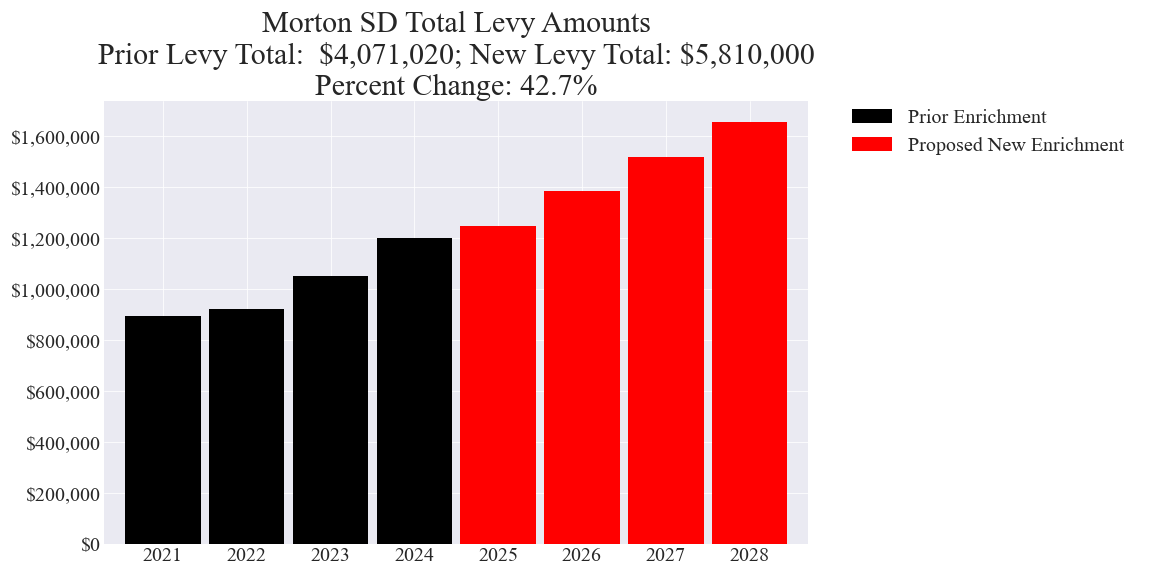 Morton SD Total Levy Amounts
Prior Levy Total:  $4,071,020; New Levy Total: $5,810,000
Percent Change: 42.7%
Prior Enrichment
Proposed New Enrichment
$1,600,000
$1,400,000
$1,200,000
$1,000,000
$800,000
$600,000
$400,000
$200,000
$0
2021 2022 2023 2024 2025 2026 2027 2028